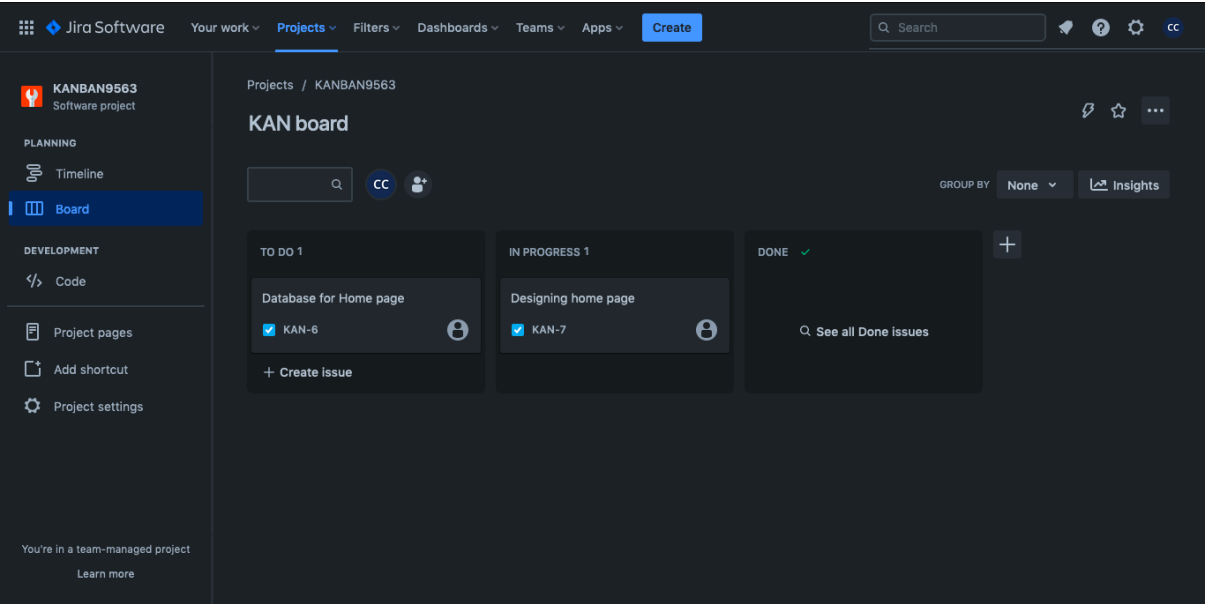 Jira Software Your work Projects Filters Dashboards Teams Apps Create Search CC
KANBAN9563
Software project
PLANNING
Timeline
Board
DEVELOPMENT
Code
Project pages
Add shortcut
Project settings
You're in a team-managed project
Learn more
Projects / KANBAN9563
KAN board
CC
GROUP BY None Insights
TO DO 1
Database for Home page
KAN-6
+ Create issue
IN PROGRESS 1
Designing home page
KAN-7
DONE
See all Done issues